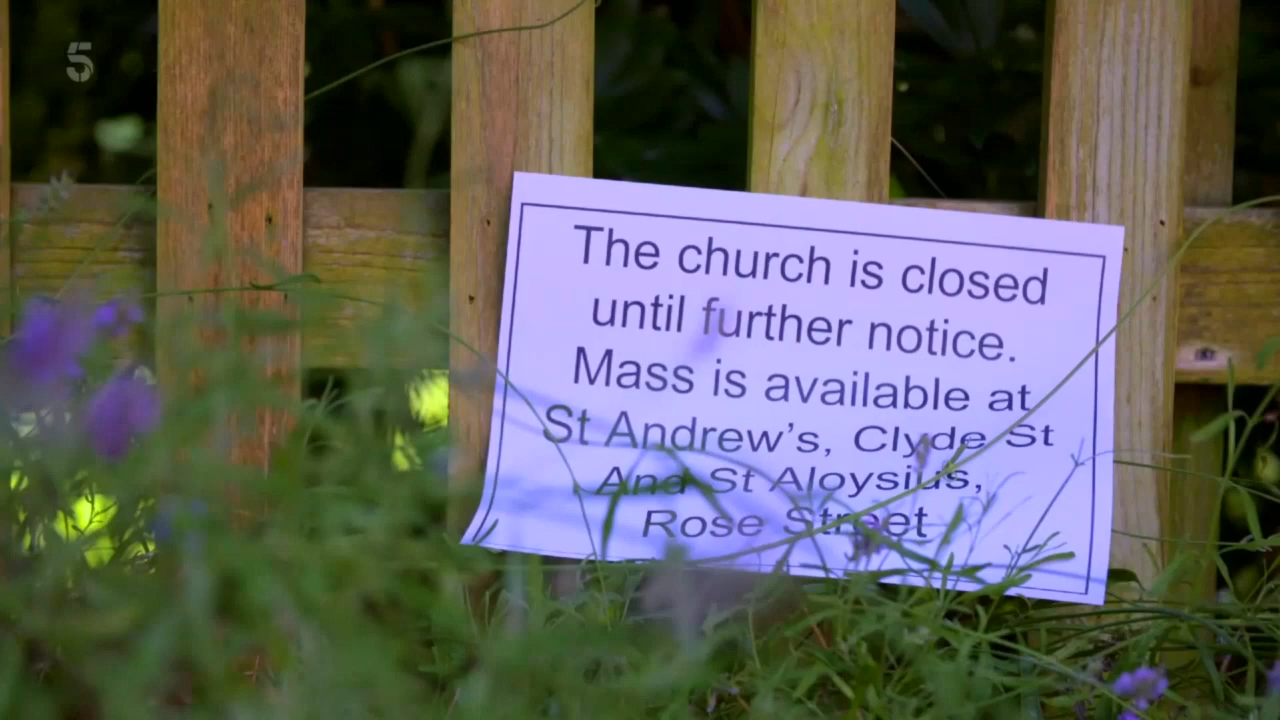 5
The church is closed
until further notice.
Mass is available at
St Andrew's, Clyde St
And St Aloysius,
Rose Street